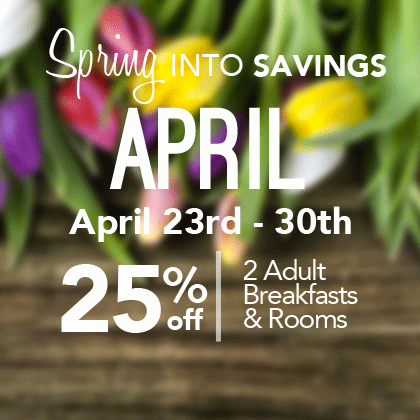 Spring INTO SAVINGS
APRIL
April 23rd - 30th
25% off
2 Adult
Breakfasts
& Rooms